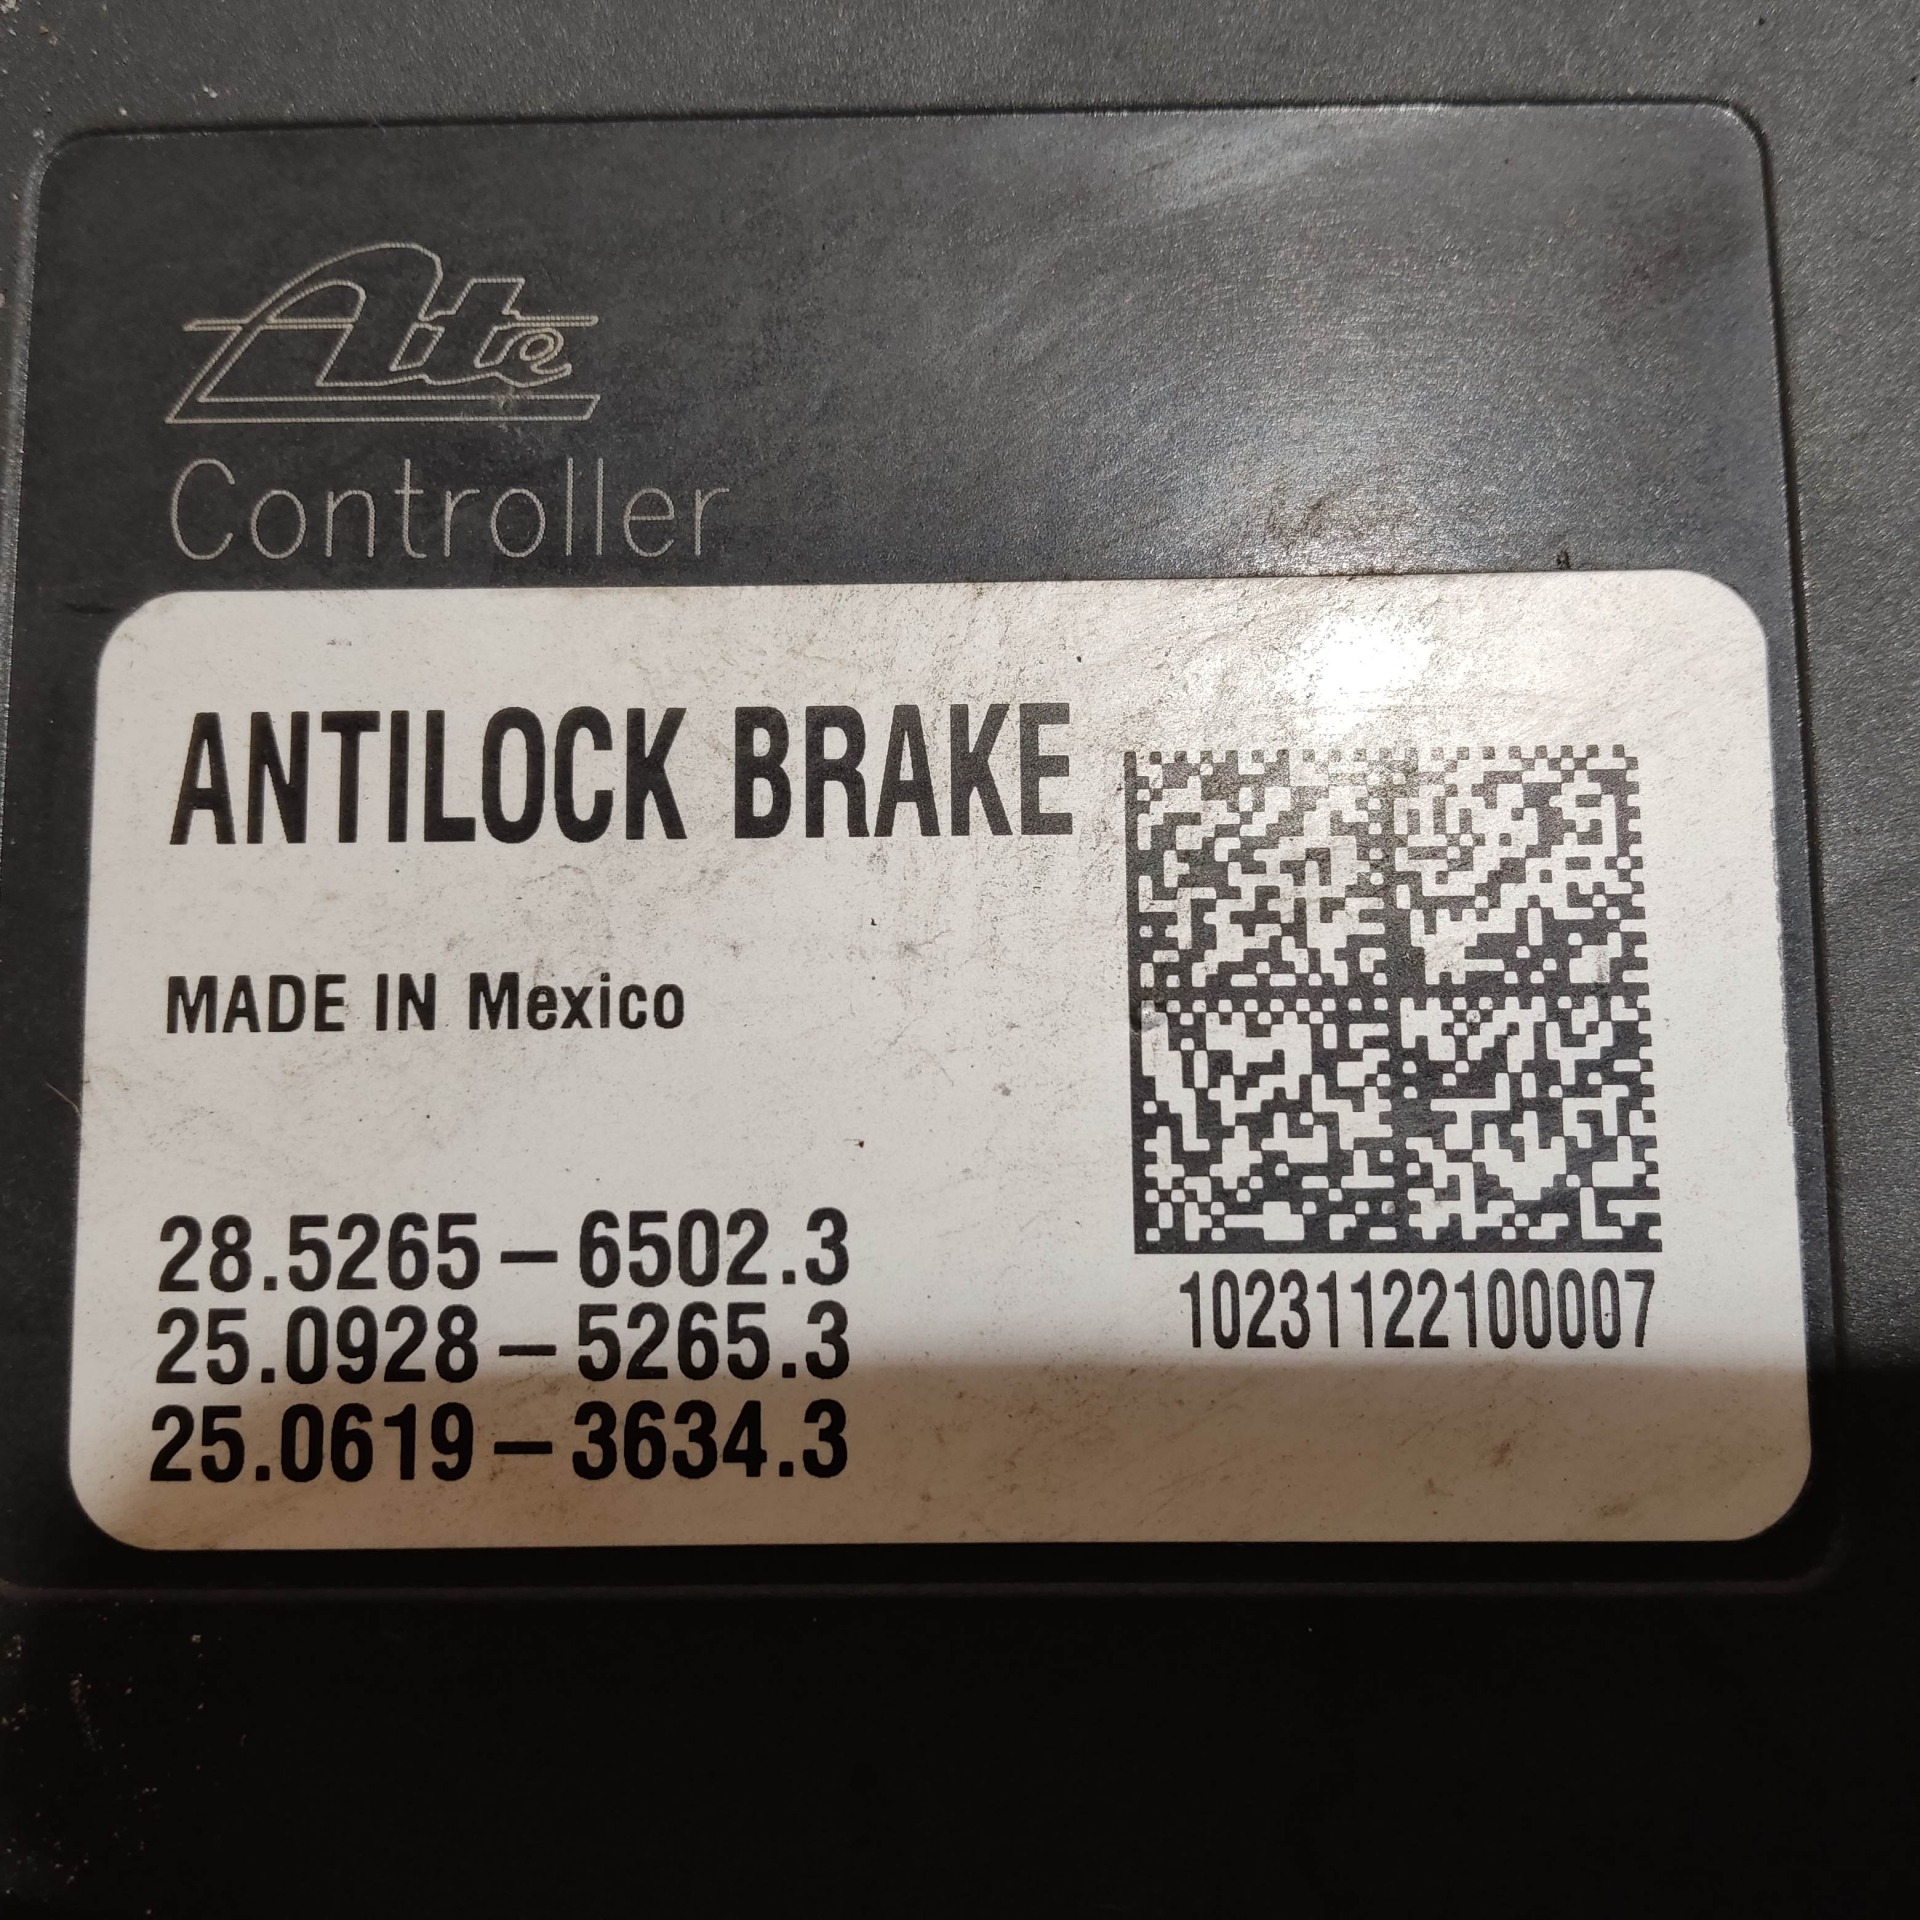 Ate
Controller
ANTILOCK BRAKE
MADE IN Mexico
28.5265-6502.3
25.0928-5265.3
25.0619-3634.3
10231122100007